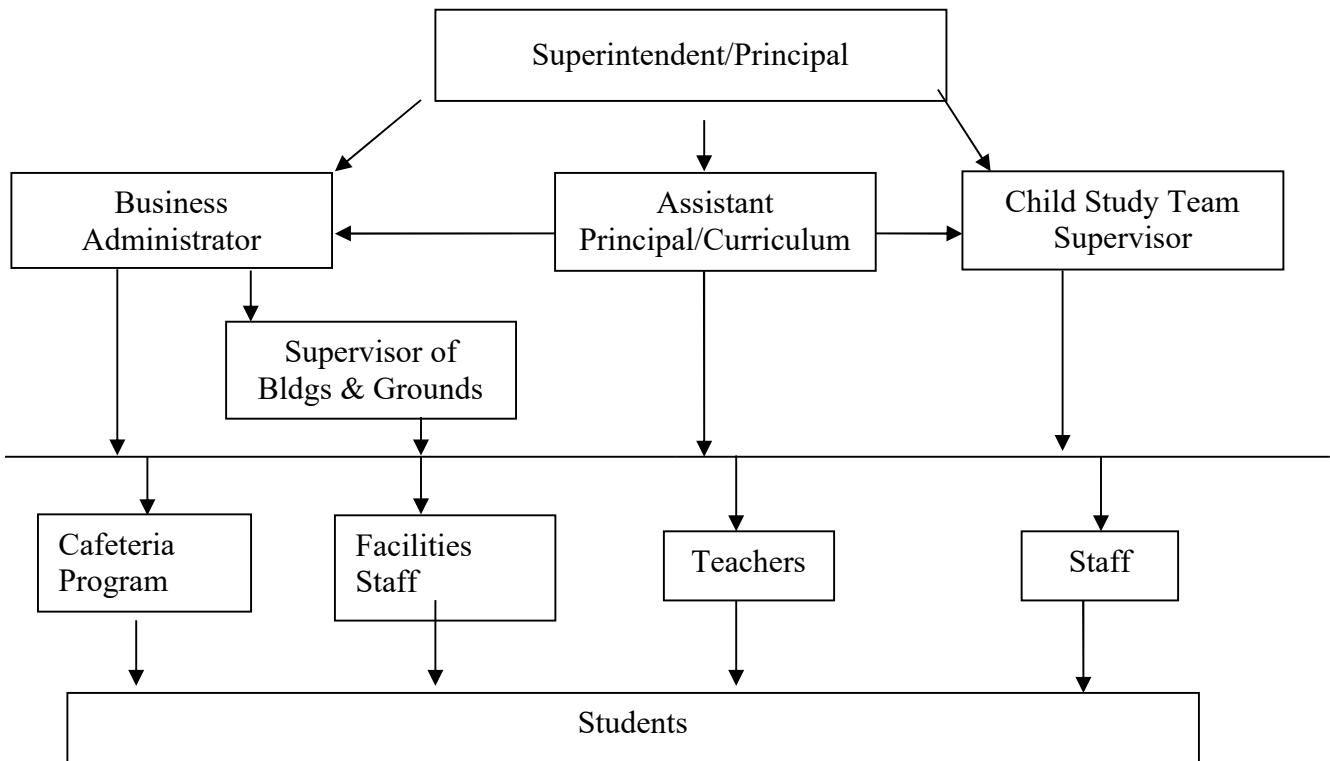 Superintendent/Principal
Business
Administrator
Assistant
Principal/Curriculum
Child Study Team
Supervisor
Supervisor of
Bldgs & Grounds
Cafeteria
Program
Facilities
Staff
Teachers
Staff
Students